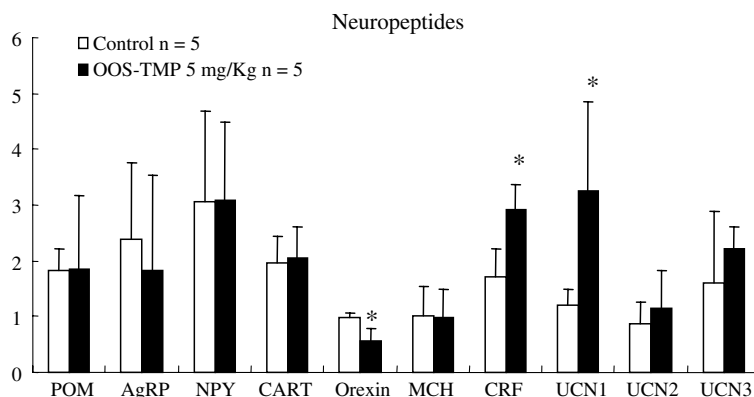 Neuropeptides
6
5
4
3
2
1
0
Control n = 5
OOS-TMP 5 mg/Kg n = 5
*
*
*
POM AgRP NPY CART Orexin MCH CRF UCN1 UCN2 UCN3